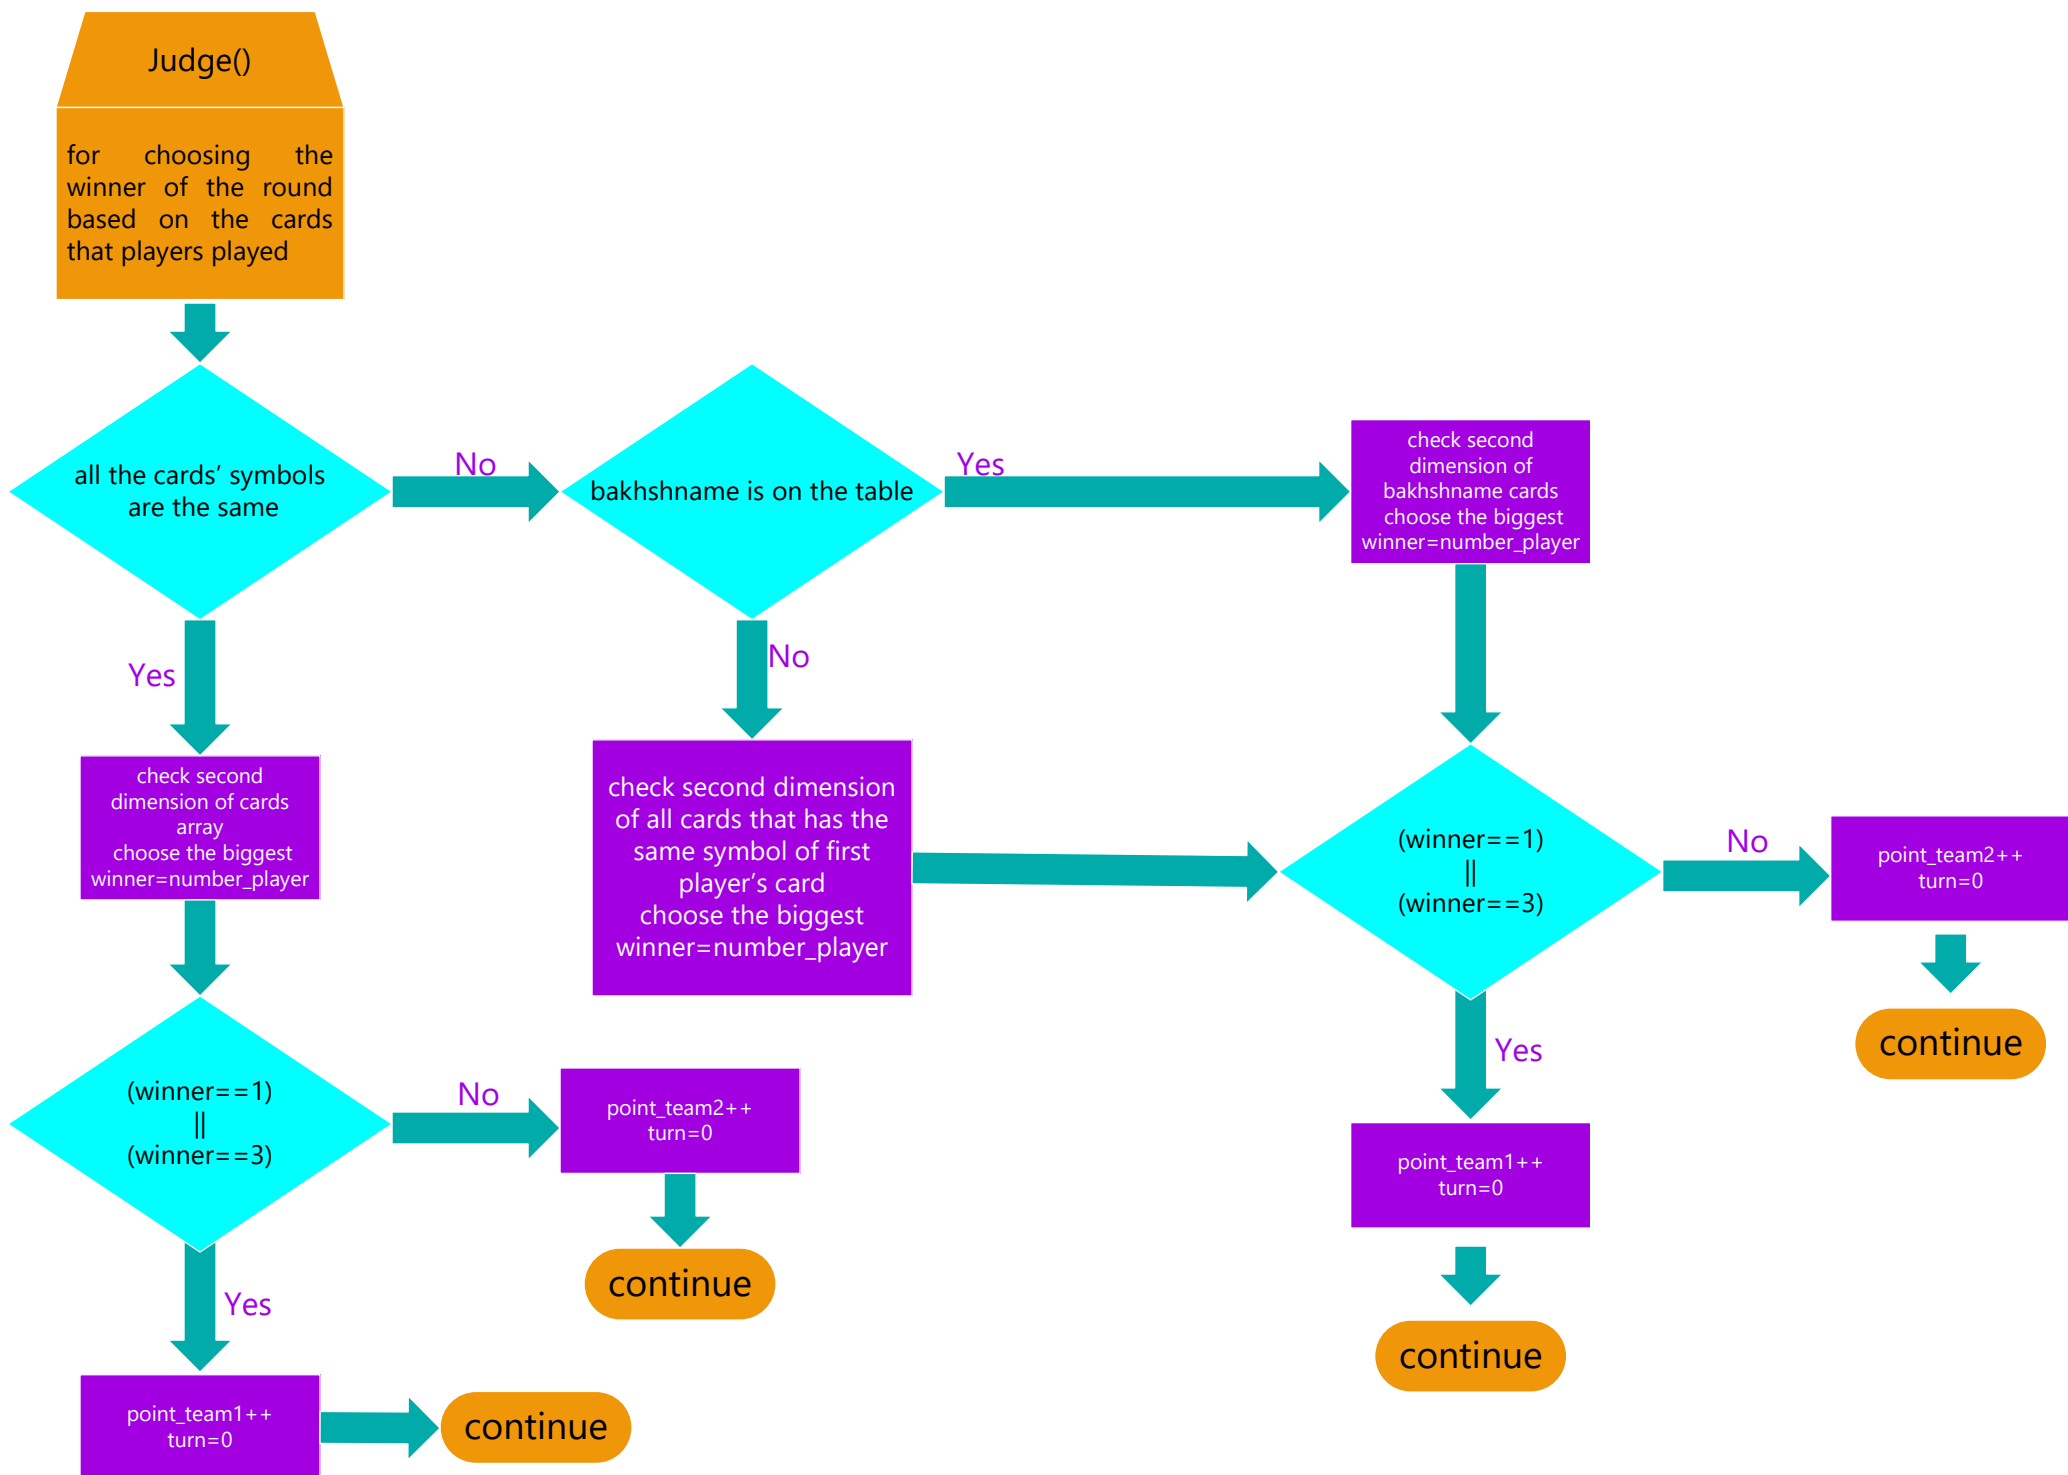 Judge()
for choosing the
winner of the round
based on the cards
that players played
all the cards’ symbols
are the same
No
bakhshname is on the table
Yes
check second
dimension of
bakhshname cards
choose the biggest
winner=number_player
Yes
No
check second
dimension of cards
array
choose the biggest
winner=number_player
check second dimension
of all cards that has the
same symbol of first
player’s card
choose the biggest
winner=number_player
(winner==1)
||
(winner==3)
No
point_team2++
turn=0
continue
Yes
point_team1++
turn=0
continue
(winner==1)
||
(winner==3)
No
point_team2++
turn=0
continue
Yes
point_team1++
turn=0
continue